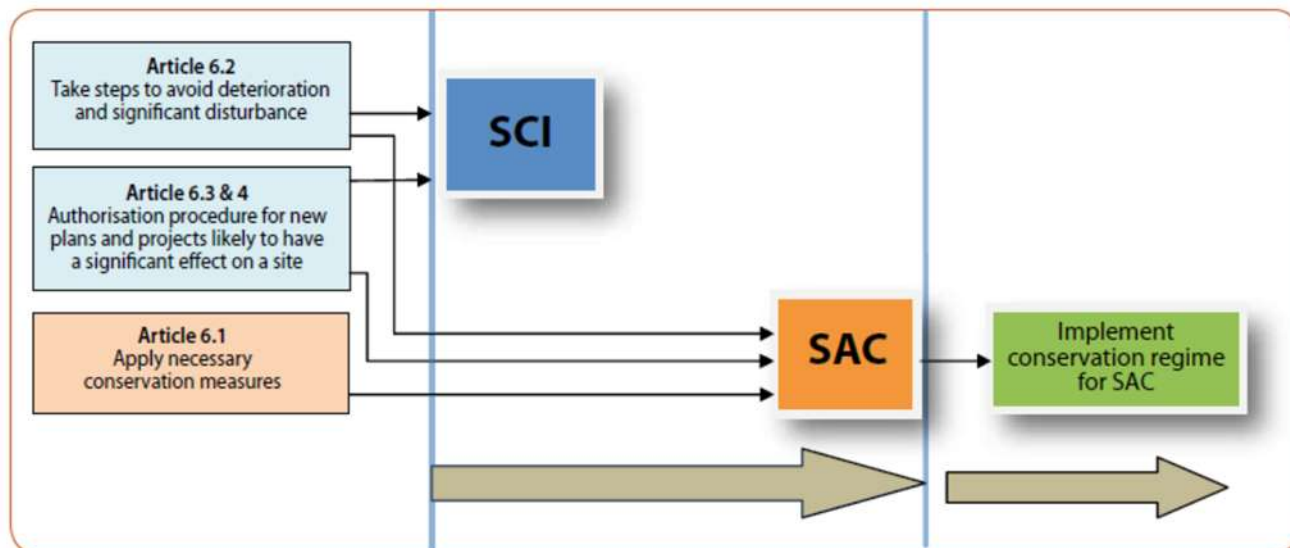 Article 6.2
Take steps to avoid deterioration
and significant disturbance
SCI
Article 6.3 & 4
Authorisation procedure for new
plans and projects likely to have
a significant effect on a site
Article 6.1
Apply necessary
conservation measures
SAC
Implement
conservation regime
for SAC